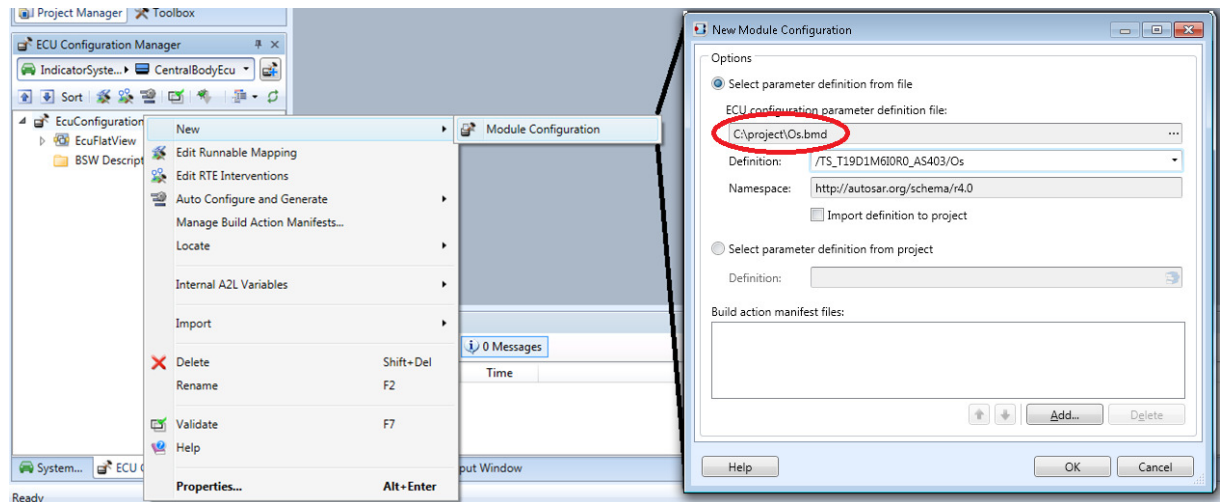 Project Manager
Toolbox
ECU Configuration Manager
IndicatorSyste...
CentralBodyEcu
Sort
EcuConfiguration
EcuFlatView
BSW Descript
System...
ECU
Ready
New
Edit Runnable Mapping
Edit RTE Interventions
Auto Configure and Generate
Manage Build Action Manifests...
Locate
Internal A2L Variables
Import
Delete Shift+Del
Rename F2
Validate F7
Help
Properties... Alt+Enter
Module Configuration
0 Messages
Time
put Window
New Module Configuration
Options
Select parameter definition from file
ECU configuration parameter definition file:
C:\project\Os.bmd ...
Definition: /TS_T19D1M6I0R0_AS403/Os
Namespace: http://autosar.org/schema/r4.0
Import definition to project
Select parameter definition from project
Definition:
Build action manifest files:
Add... Delete
Help OK Cancel